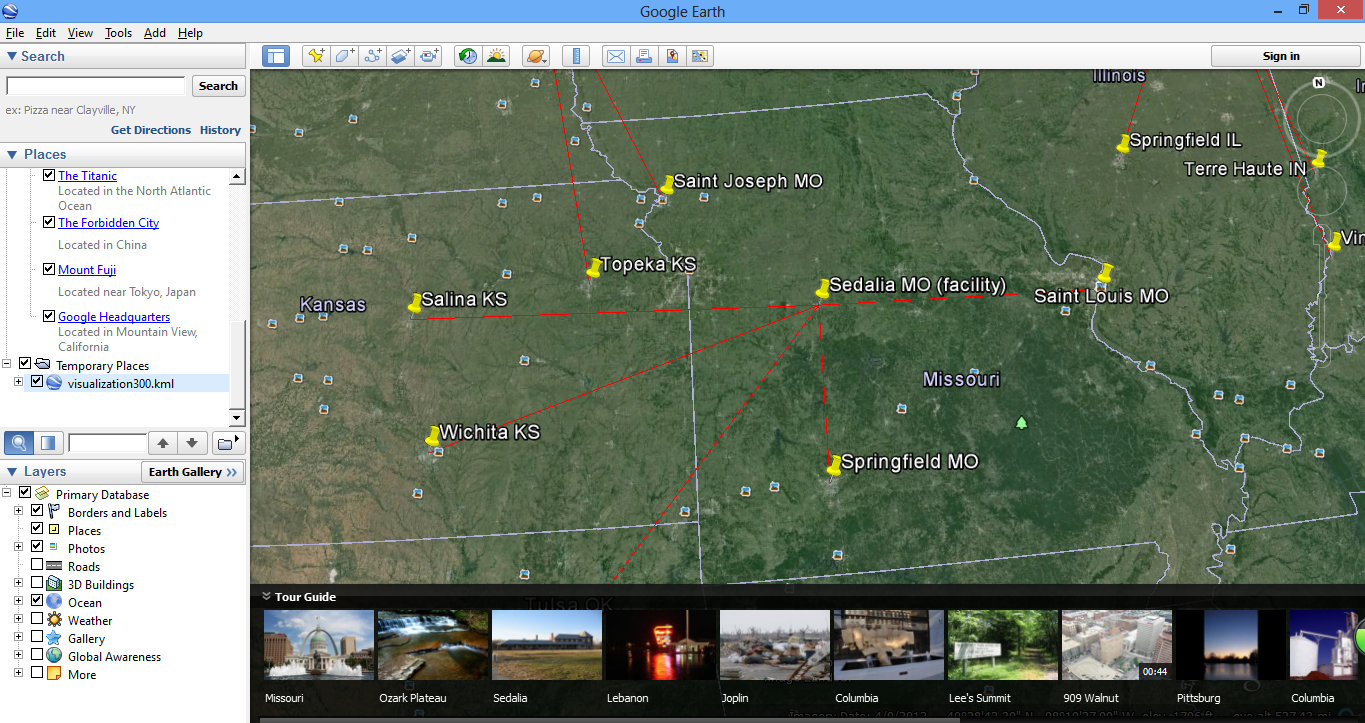 Google Earth
File Edit View Tools Add Help
Search
Search
ex: Pizza near Clayville, NY
Get Directions History
Places
The Titanic
Located in the North Atlantic
Ocean
The Forbidden City
Located in China
Mount Fuji
Located near Tokyo, Japan
Google Headquarters
Located in Mountain View,
California
Temporary Places
visualization300.kml
Layers
Earth Gallery >>
Primary Database
Borders and Labels
Places
Photos
Roads
3D Buildings
Ocean
Weather
Gallery
Global Awareness
More
Sign in
Illinois
N
Springfield IL
Terre Haute IN
Saint Joseph MO
Topeka KS
Salina KS
Kansas
Sedalia MO (facility)
Saint Louis MO
Missouri
Wichita KS
Springfield MO
Tour Guide
Tulsa OK
00:44
Missouri
Ozark Plateau
Sedalia
Lebanon
Joplin
Columbia
Lee's Summit
909 Walnut
Pittsburg
Columbia